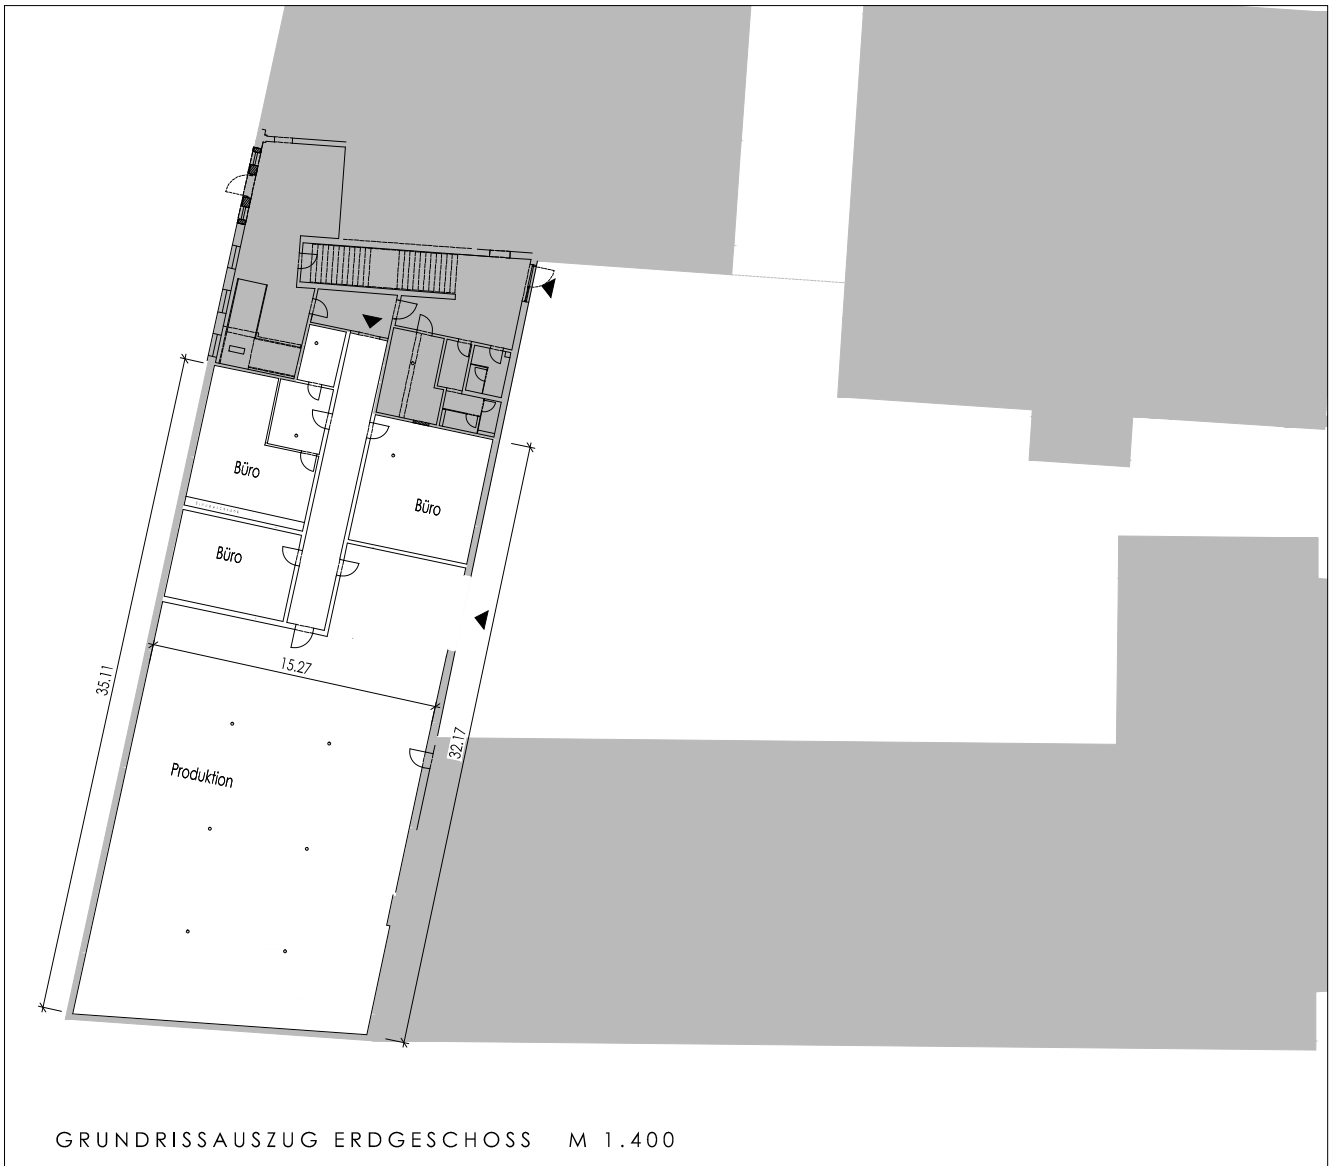 Büro
Büro
Büro
15.27
35.11
32.17
Produktion
GRUNDRISSAUSZUG ERDGESCHOSS M 1.400